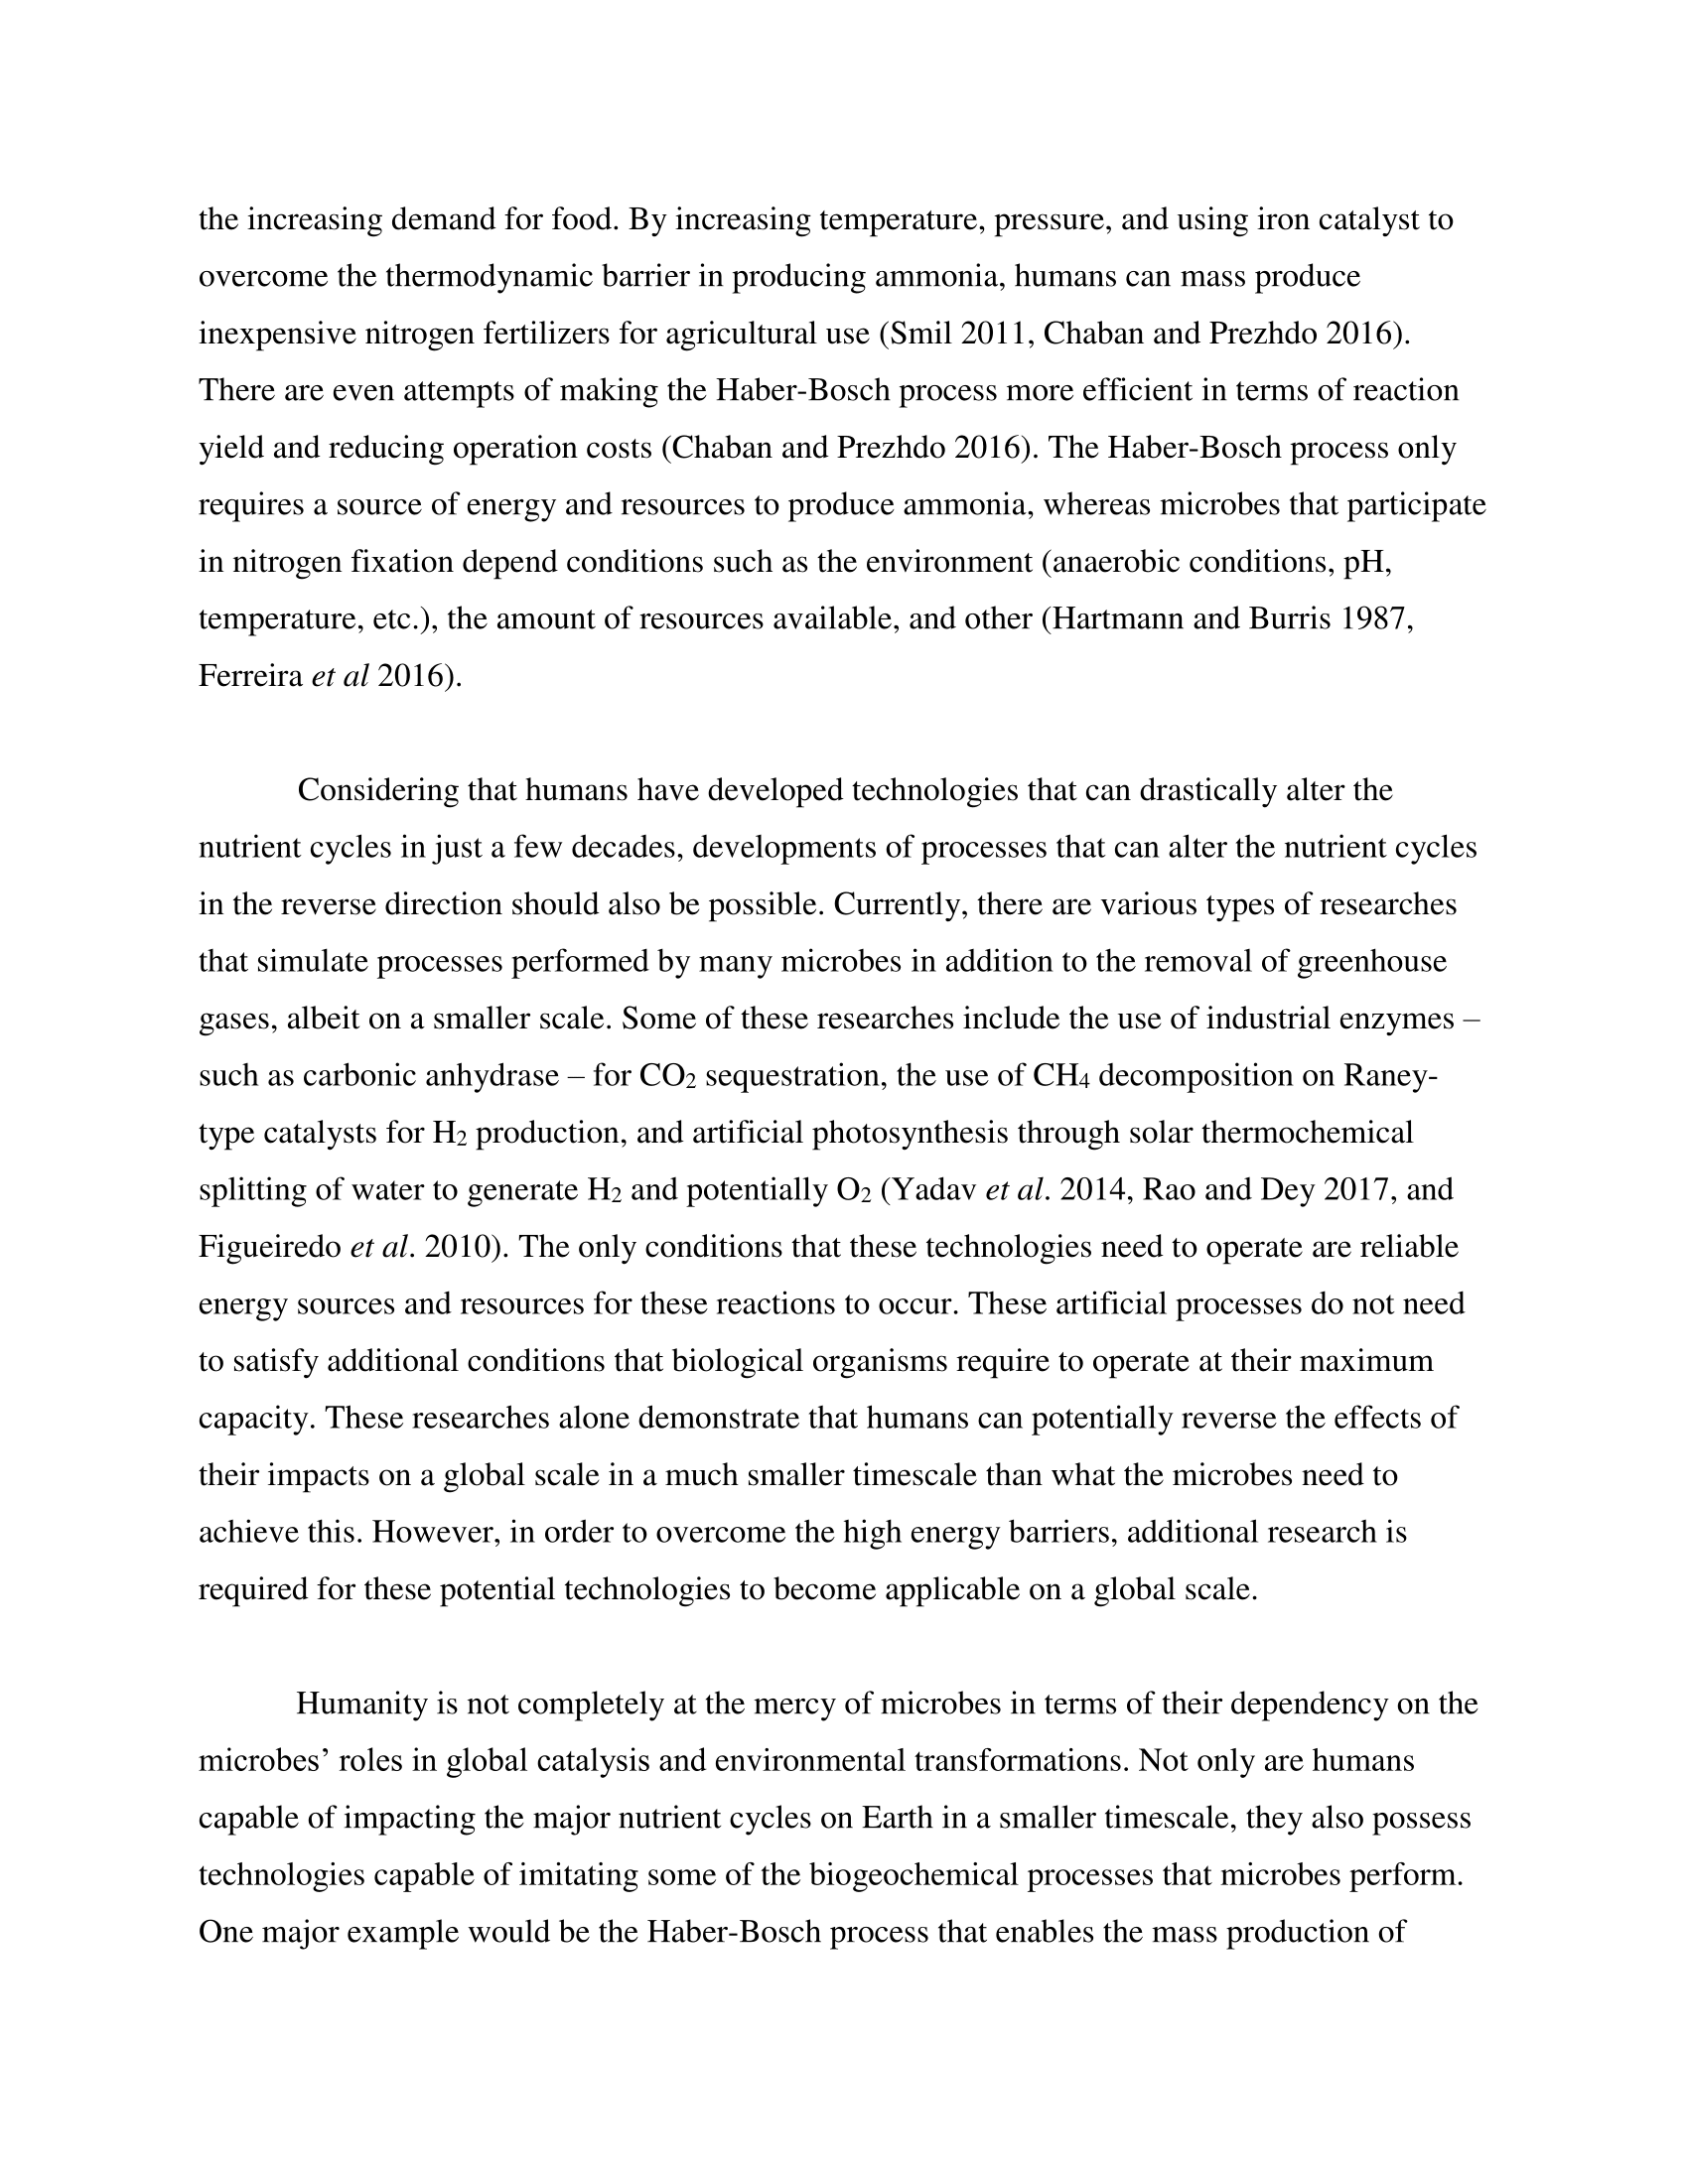 the increasing demand for food. By increasing temperature, pressure, and using iron catalyst to
overcome the thermodynamic barrier in producing ammonia, humans can mass produce
inexpensive nitrogen fertilizers for agricultural use (Smil 2011, Chaban and Prezhdo 2016).
There are even attempts of making the Haber-Bosch process more efficient in terms of reaction
yield and reducing operation costs (Chaban and Prezhdo 2016). The Haber-Bosch process only
requires a source of energy and resources to produce ammonia, whereas microbes that participate
in nitrogen fixation depend conditions such as the environment (anaerobic conditions, pH,
temperature, etc.), the amount of resources available, and other (Hartmann and Burris 1987,
Ferreira et al 2016).
Considering that humans have developed technologies that can drastically alter the
nutrient cycles in just a few decades, developments of processes that can alter the nutrient cycles
in the reverse direction should also be possible. Currently, there are various types of researches
that simulate processes performed by many microbes in addition to the removal of greenhouse
gases, albeit on a smaller scale. Some of these researches include the use of industrial enzymes –
such as carbonic anhydrase – for CO₂ sequestration, the use of CH₄ decomposition on Raney-
type catalysts for H₂ production, and artificial photosynthesis through solar thermochemical
splitting of water to generate H₂ and potentially O₂ (Yadav et al. 2014, Rao and Dey 2017, and
Figueiredo et al. 2010). The only conditions that these technologies need to operate are reliable
energy sources and resources for these reactions to occur. These artificial processes do not need
to satisfy additional conditions that biological organisms require to operate at their maximum
capacity. These researches alone demonstrate that humans can potentially reverse the effects of
their impacts on a global scale in a much smaller timescale than what the microbes need to
achieve this. However, in order to overcome the high energy barriers, additional research is
required for these potential technologies to become applicable on a global scale.
Humanity is not completely at the mercy of microbes in terms of their dependency on the
microbes’ roles in global catalysis and environmental transformations. Not only are humans
capable of impacting the major nutrient cycles on Earth in a smaller timescale, they also possess
technologies capable of imitating some of the biogeochemical processes that microbes perform.
One major example would be the Haber-Bosch process that enables the mass production of